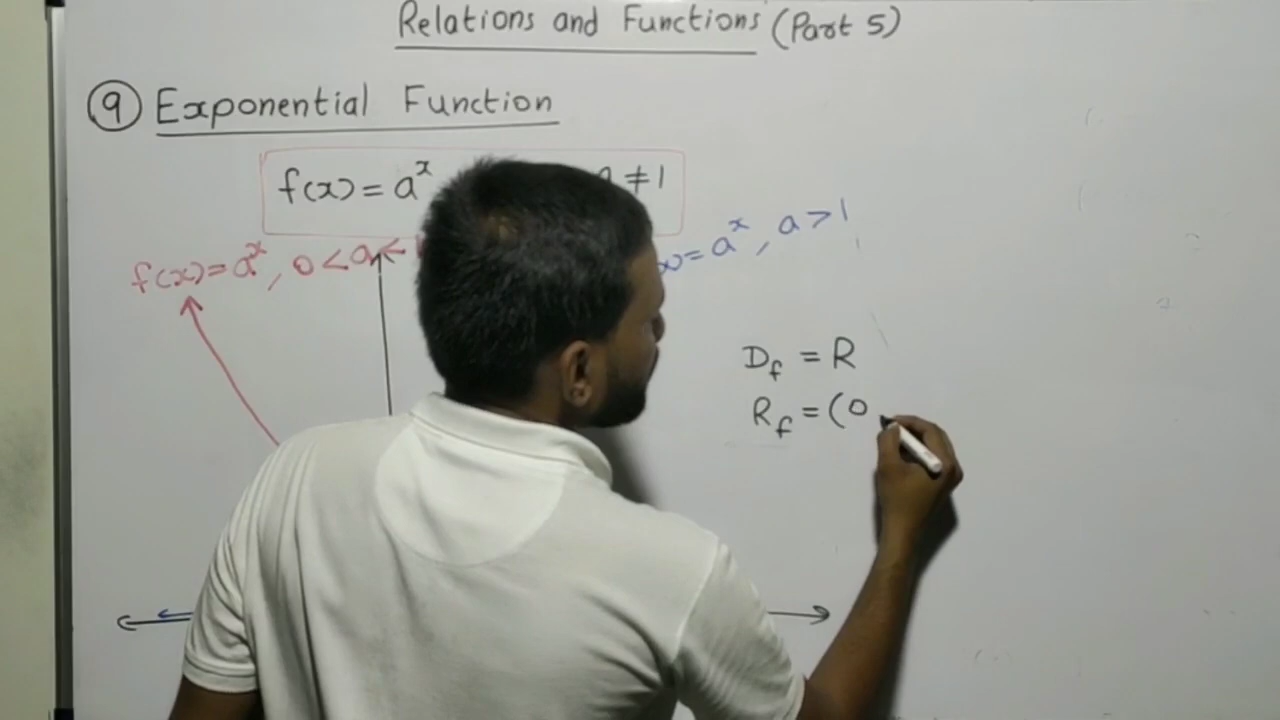 Relations and Functions (Part 5)
9 Exponential Function
f(x) = a^x ≠ 1
f(x) = a^x, 0 < a <
= a^x, a > 1
D_f = R
R_f = (0